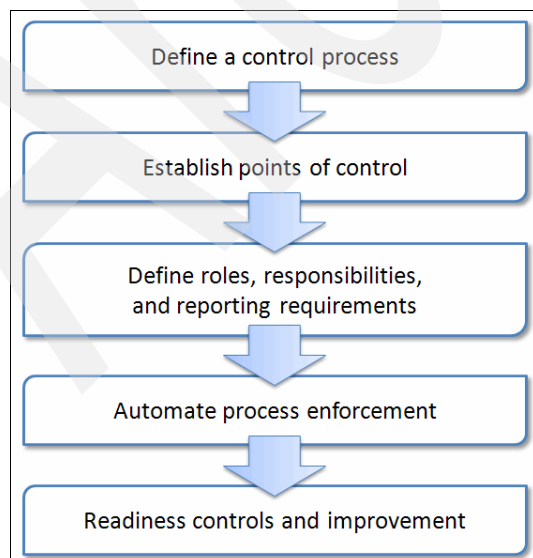 Define a control process
Establish points of control
Define roles, responsibilities,
and reporting requirements
Automate process enforcement
Readiness controls and improvement